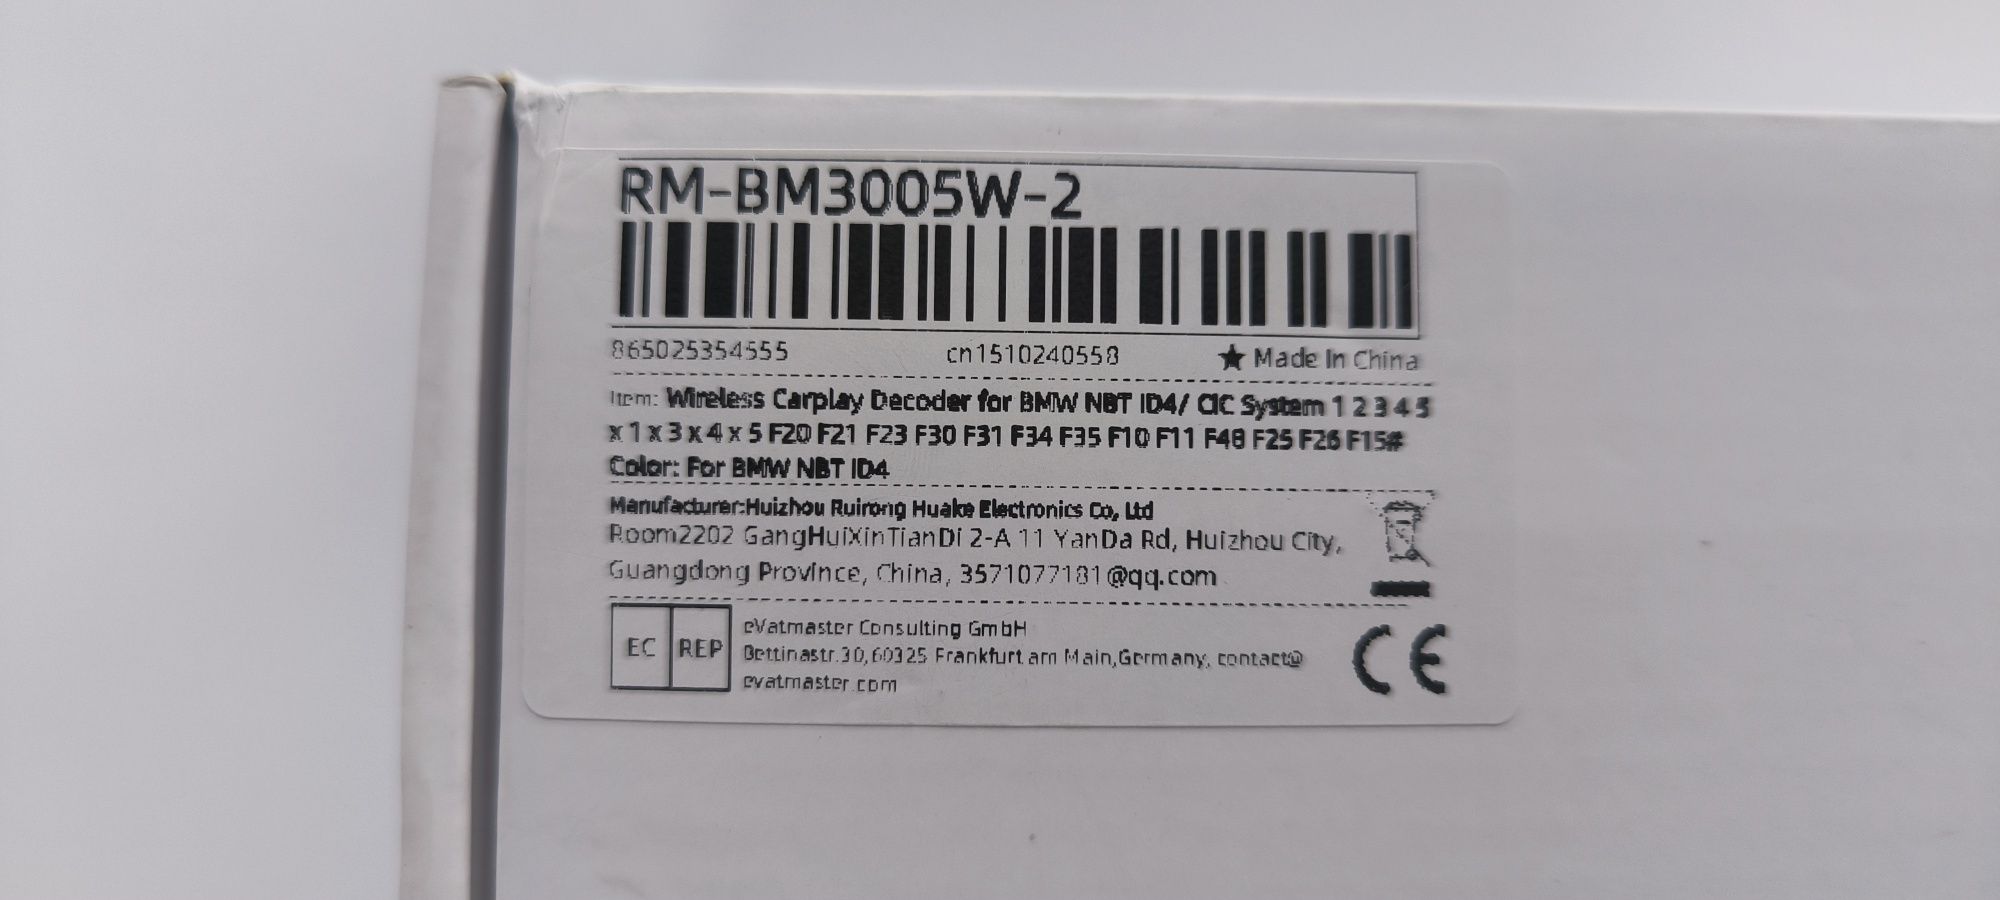 RM-BM3005W-2
865025354555 cn1510240558 ★ Made In China
Item: Wireless Carplay Decoder for BMW NBT ID4/ CIC System 1 2 3 4 5
x 1 x 3 x 4 x 5 F20 F21 F23 F30 F31 F34 F35 F10 F11 F48 F25 F26 F15#
Color: For BMW NBT ID4
Manufacturer:Huizhou Ruirong Huake Electronics Co, Ltd
Room2202 GangHuiXinTianDi 2-A 11 YanDa Rd, Huizhou City,
Guangdong Province, China, 3571077181@qq.com
EC REP
eVatmaster Consulting GmbH
Bettinastr.30,60325 Frankfurt am Main,Germany, contact@
evatmaster.com
CE